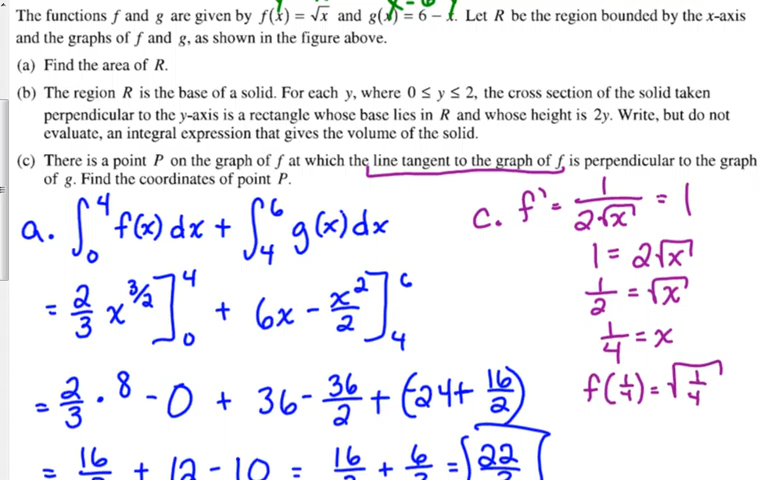 The functions f and g are given by f(x) = √x and g(x) = 6 − x. Let R be the region bounded by the x-axis
and the graphs of f and g, as shown in the figure above.
(a) Find the area of R.
(b) The region R is the base of a solid. For each y, where 0 ≤ y ≤ 2, the cross section of the solid taken
perpendicular to the y-axis is a rectangle whose base lies in R and whose height is 2y. Write, but do not
evaluate, an integral expression that gives the volume of the solid.
(c) There is a point P on the graph of f at which the line tangent to the graph of f is perpendicular to the graph
of g. Find the coordinates of point P.
a. ∫₀⁴ f(x) dx + ∫₄⁶ g(x) dx
= 2/3 x^(3/2) ]₀⁴ + 6x − x²/2 ]₄⁶
= 2/3 · 8 − 0 + 36 − 36/2 + (24 + 16/2)
= 16/ + 12 − 10 = 16/ + 6/ = 22/
c. f' = 1/(2√x) = 1
1 = 2√x
1/2 = √x
1/4 = x
f(1/4) = √(1/4)